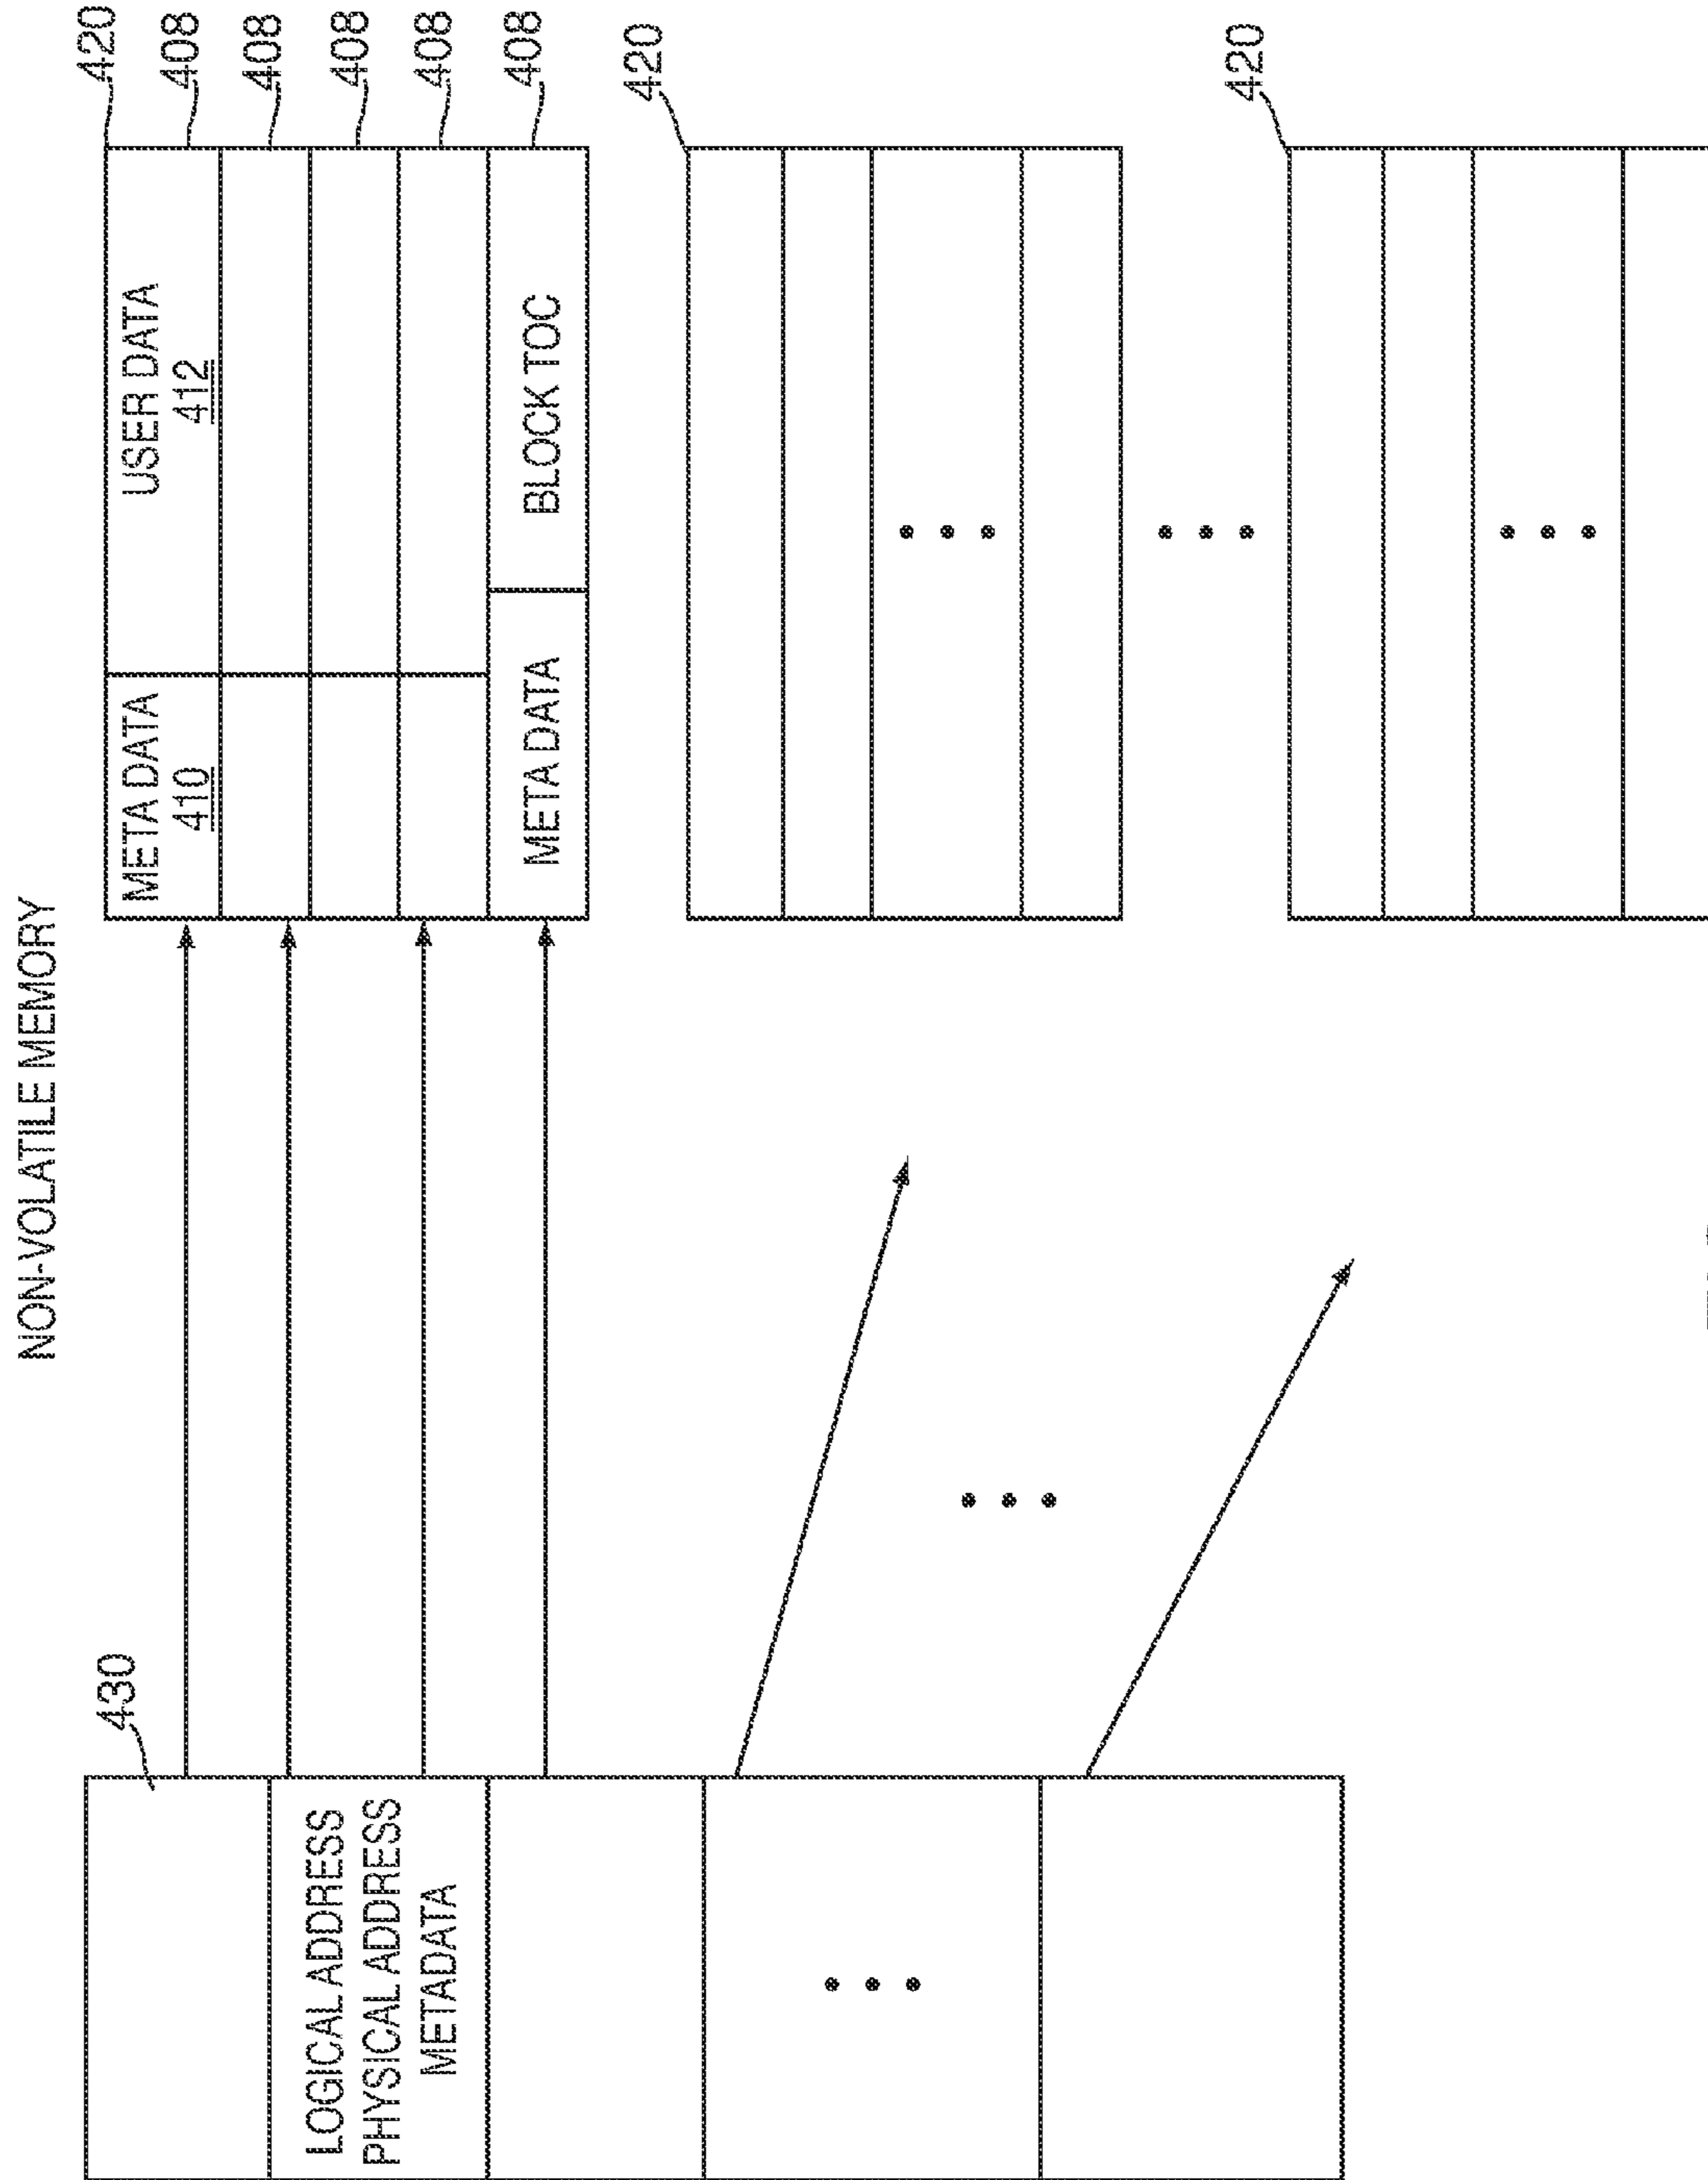 NON-VOLATILE MEMORY
430
LOGICAL ADDRESS
PHYSICAL ADDRESS
METADATA
META DATA
410
USER DATA
412
META DATA
BLOCK TOC
420
408
408
408
408
408
420
420